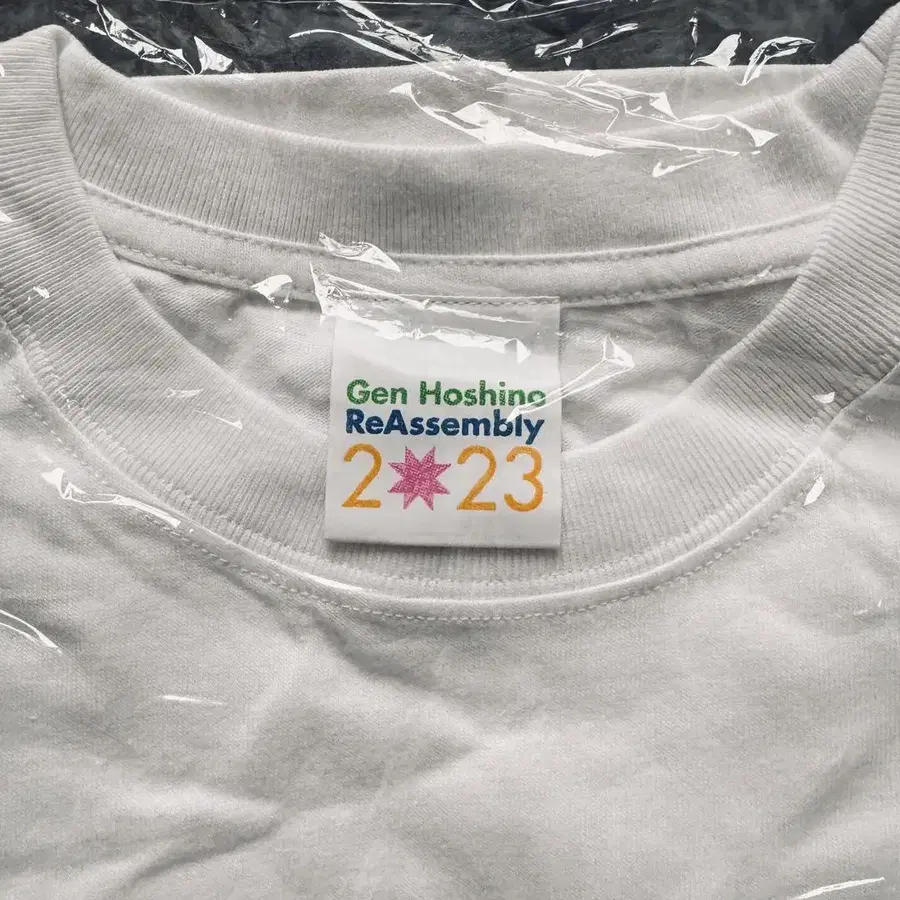 Gen Hoshino
ReAssembly
2✷23